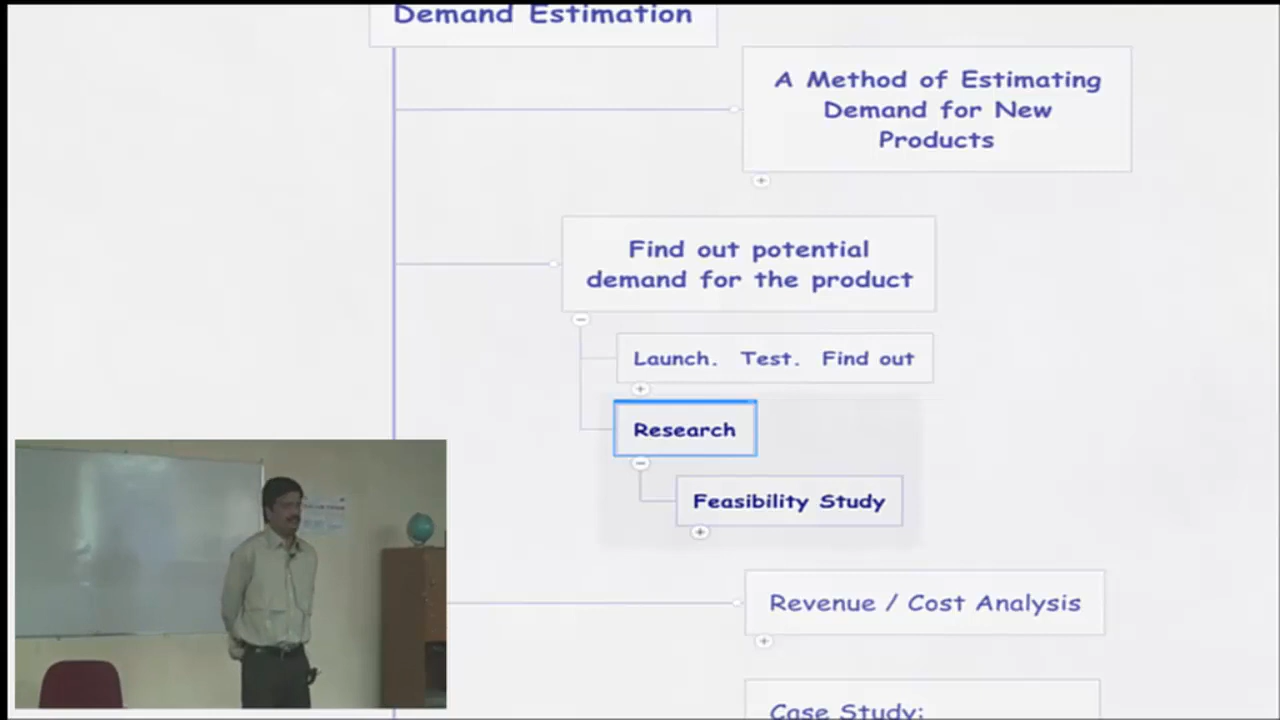 Demand Estimation
A Method of Estimating
Demand for New
Products
Find out potential
demand for the product
Launch. Test. Find out
Research
Feasibility Study
Revenue / Cost Analysis
Case Study: